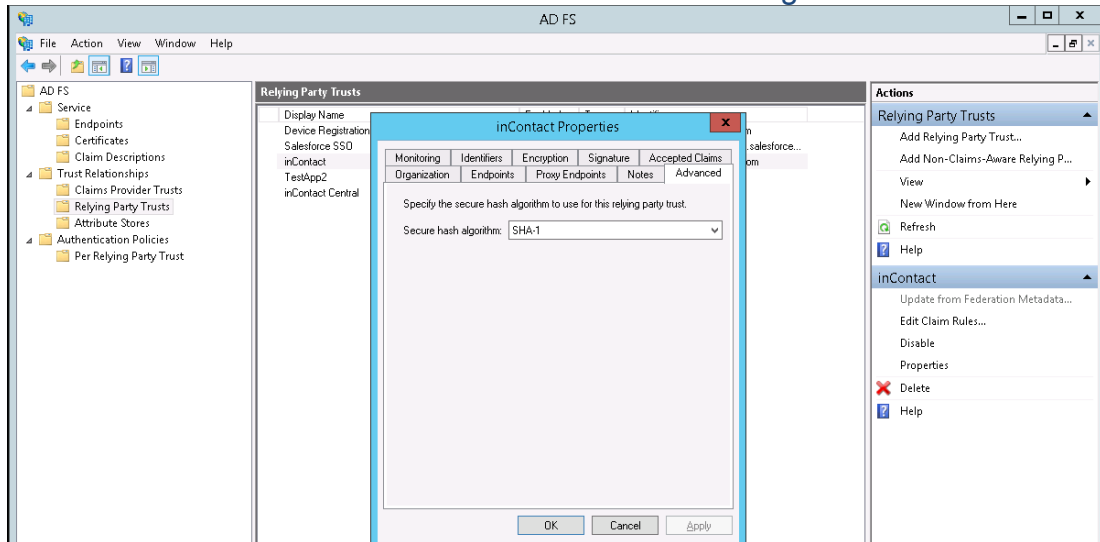 AD FS
File Action View Window Help
AD FS
Service
Endpoints
Certificates
Claim Descriptions
Trust Relationships
Claims Provider Trusts
Relying Party Trusts
Attribute Stores
Authentication Policies
Per Relying Party Trust
Relying Party Trusts
Display Name
Device Registration
Salesforce SSO
.salesforce...
inContact
om
TestApp2
inContact Central
inContact Properties
Monitoring Identifiers Encryption Signature Accepted Claims
Organization Endpoints Proxy Endpoints Notes Advanced
Specify the secure hash algorithm to use for this relying party trust.
Secure hash algorithm: SHA-1
OK Cancel Apply
Actions
Relying Party Trusts
Add Relying Party Trust...
Add Non-Claims-Aware Relying P...
View
New Window from Here
Refresh
Help
inContact
Update from Federation Metadata...
Edit Claim Rules...
Disable
Properties
Delete
Help